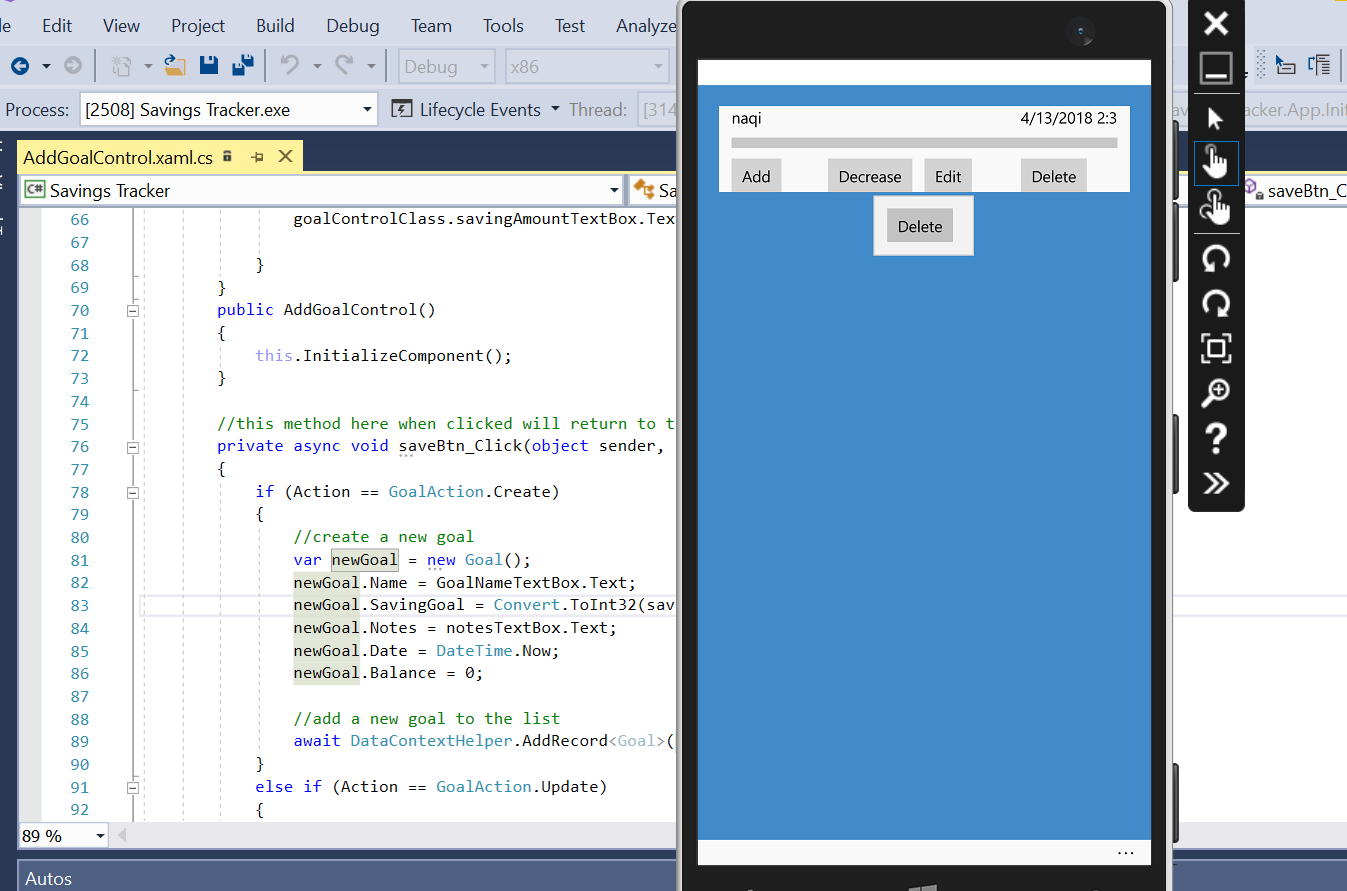 le Edit View Project Build Debug Team Tools Test Analyze
Debug x86
Process: [2508] Savings Tracker.exe Lifecycle Events Thread: [314 acker.App.Init
AddGoalControl.xaml.cs
C# Savings Tracker Sa saveBtn_C
66 goalControlClass.savingAmountTextBox.Tex
67
68 }
69 }
70 public AddGoalControl()
71 {
72 this.InitializeComponent();
73 }
74
75 //this method here when clicked will return to t
76 private async void saveBtn_Click(object sender,
77 {
78 if (Action == GoalAction.Create)
79 {
80 //create a new goal
81 var newGoal = new Goal();
82 newGoal.Name = GoalNameTextBox.Text;
83 newGoal.SavingGoal = Convert.ToInt32(sav
84 newGoal.Notes = notesTextBox.Text;
85 newGoal.Date = DateTime.Now;
86 newGoal.Balance = 0;
87
88 //add a new goal to the list
89 await DataContextHelper.AddRecord<Goal>(
90 }
91 else if (Action == GoalAction.Update)
92 {
89 %
Autos
naqi 4/13/2018 2:3
Add Decrease Edit Delete
Delete
...
?